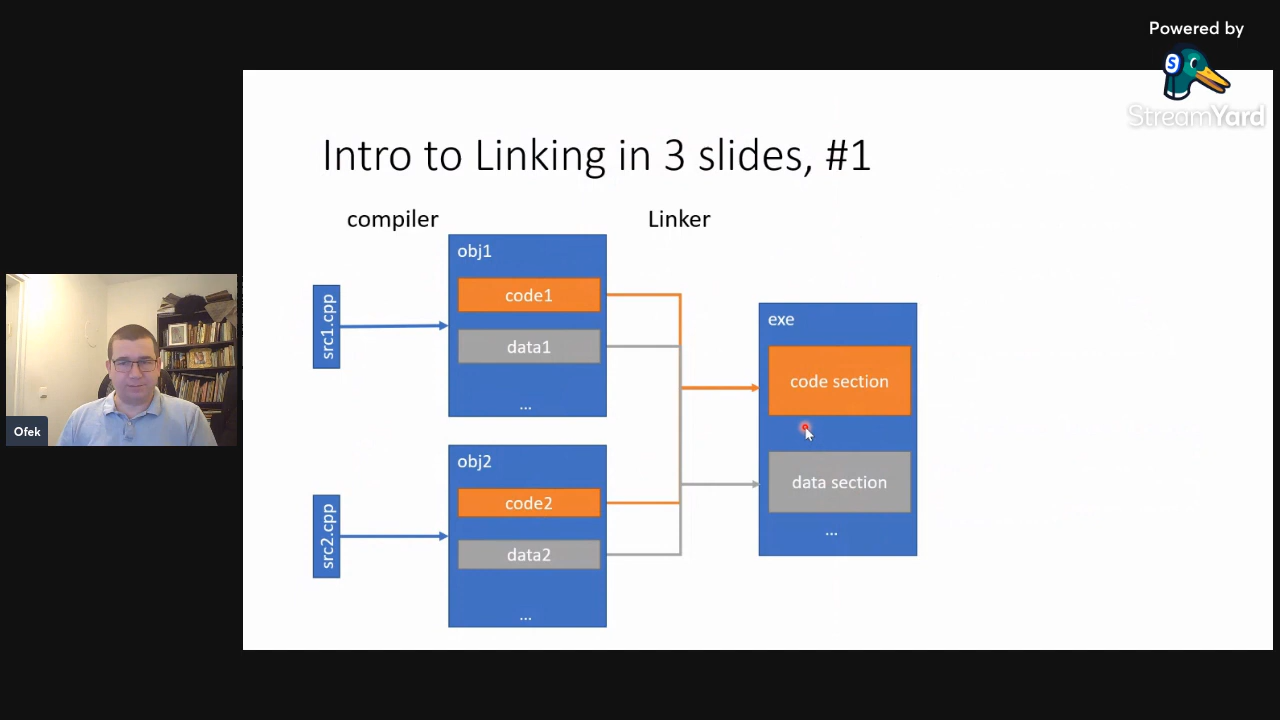 Powered by
StreamYard
Intro to Linking in 3 slides, #1
compiler
Linker
obj1
code1
data1
...
src1.cpp
exe
code section
data section
...
obj2
code2
data2
...
src2.cpp
Ofek
S